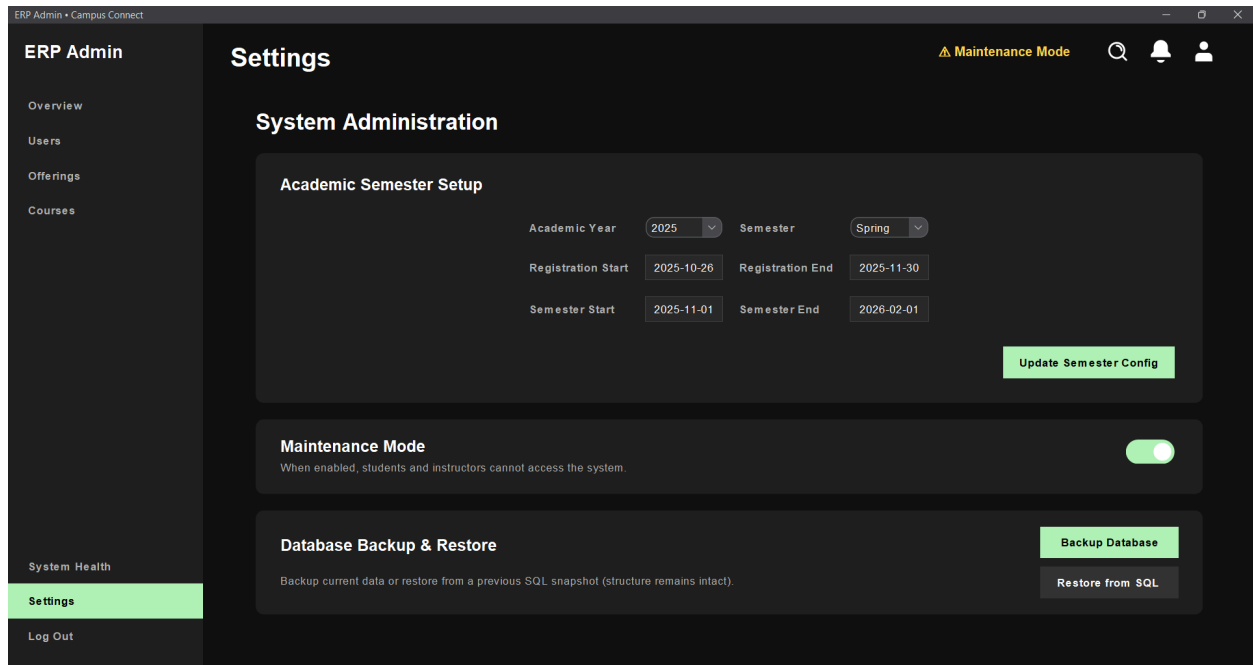 ERP Admin • Campus Connect
ERP Admin
Settings
⚠ Maintenance Mode
Overview
Users
Offerings
Courses
System Health
Settings
Log Out
System Administration
Academic Semester Setup
Academic Year 2025 Semester Spring
Registration Start 2025-10-26 Registration End 2025-11-30
Semester Start 2025-11-01 Semester End 2026-02-01
Update Semester Config
Maintenance Mode
When enabled, students and instructors cannot access the system.
Database Backup & Restore
Backup current data or restore from a previous SQL snapshot (structure remains intact).
Backup Database
Restore from SQL